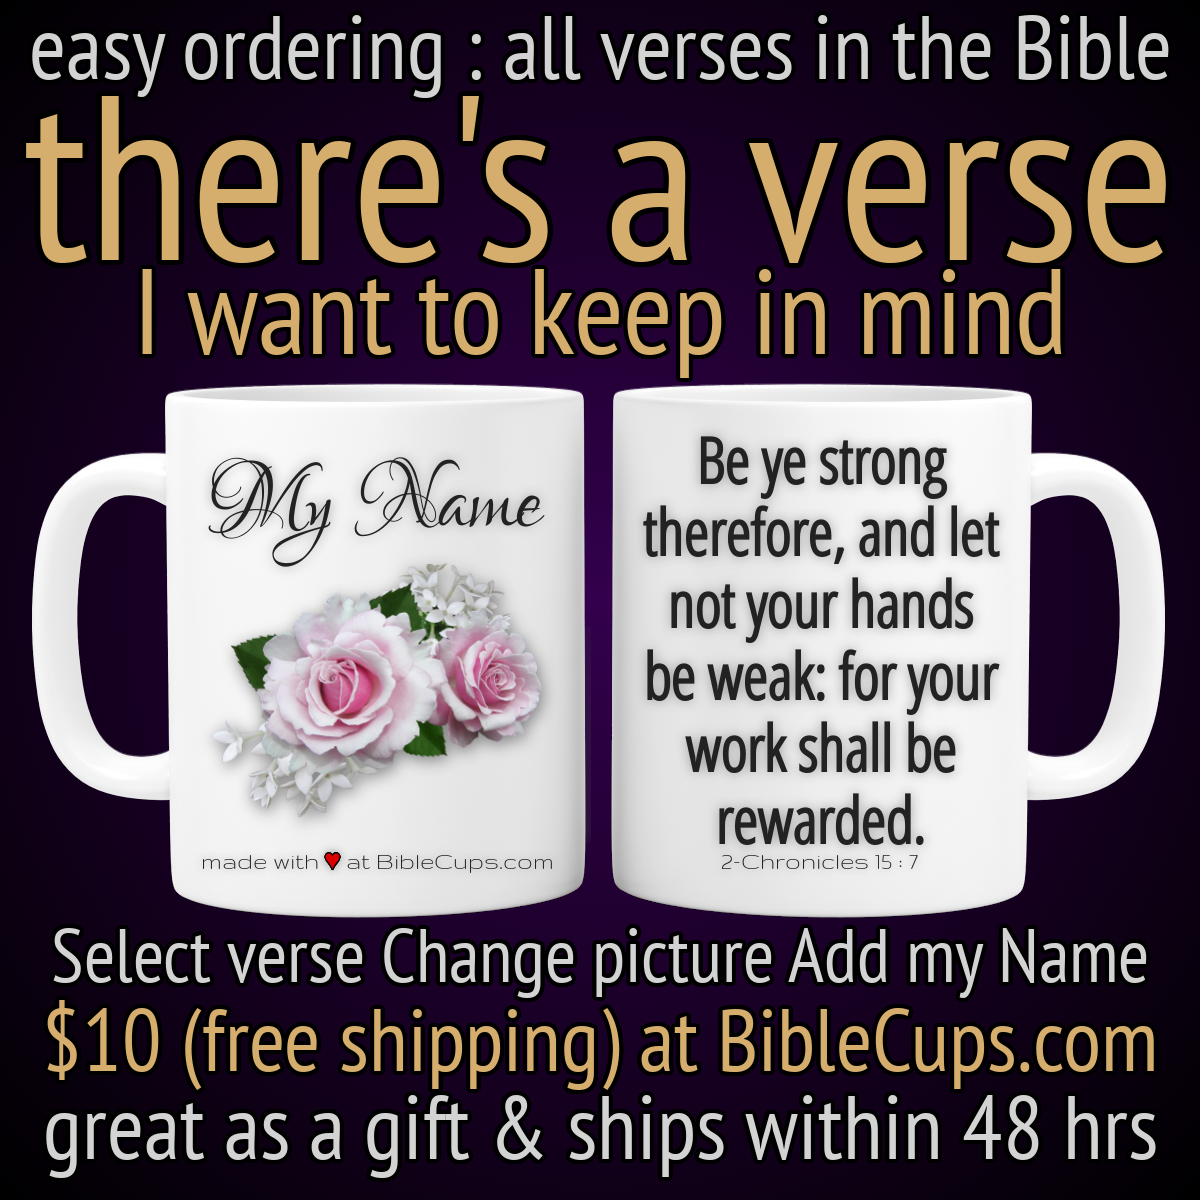 easy ordering : all verses in the Bible
there's a verse
I want to keep in mind
My Name
made with ♥ at BibleCups.com
Be ye strong
therefore, and let
not your hands
be weak: for your
work shall be
rewarded.
2-Chronicles 15 : 7
Select verse Change picture Add my Name
$10 (free shipping) at BibleCups.com
great as a gift & ships within 48 hrs